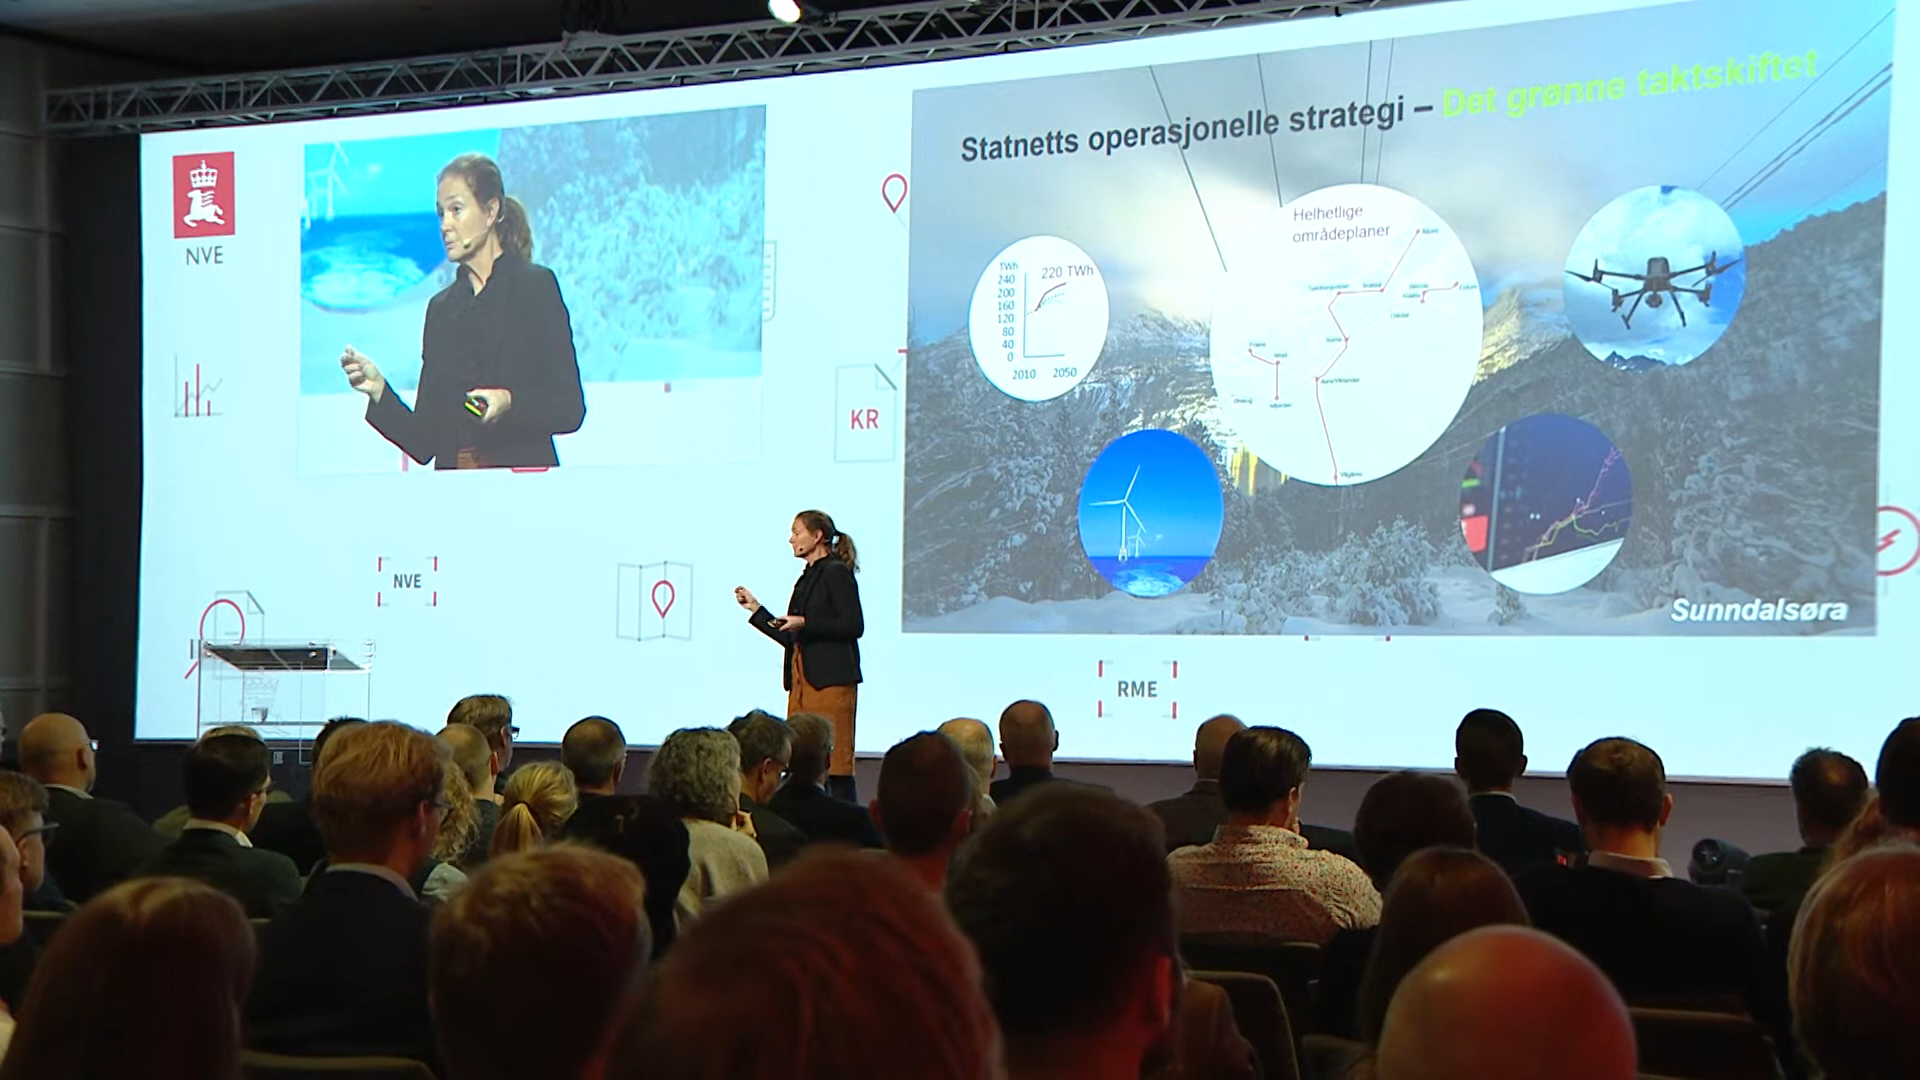 NVE
Statnetts operasjonelle strategi – Det grønne taktskiftet
Helhetlige
områdeplaner
TWh
220 TWh
240
200
160
120
80
40
0
2010 2050
KR
NVE
Sunndalsøra
RME